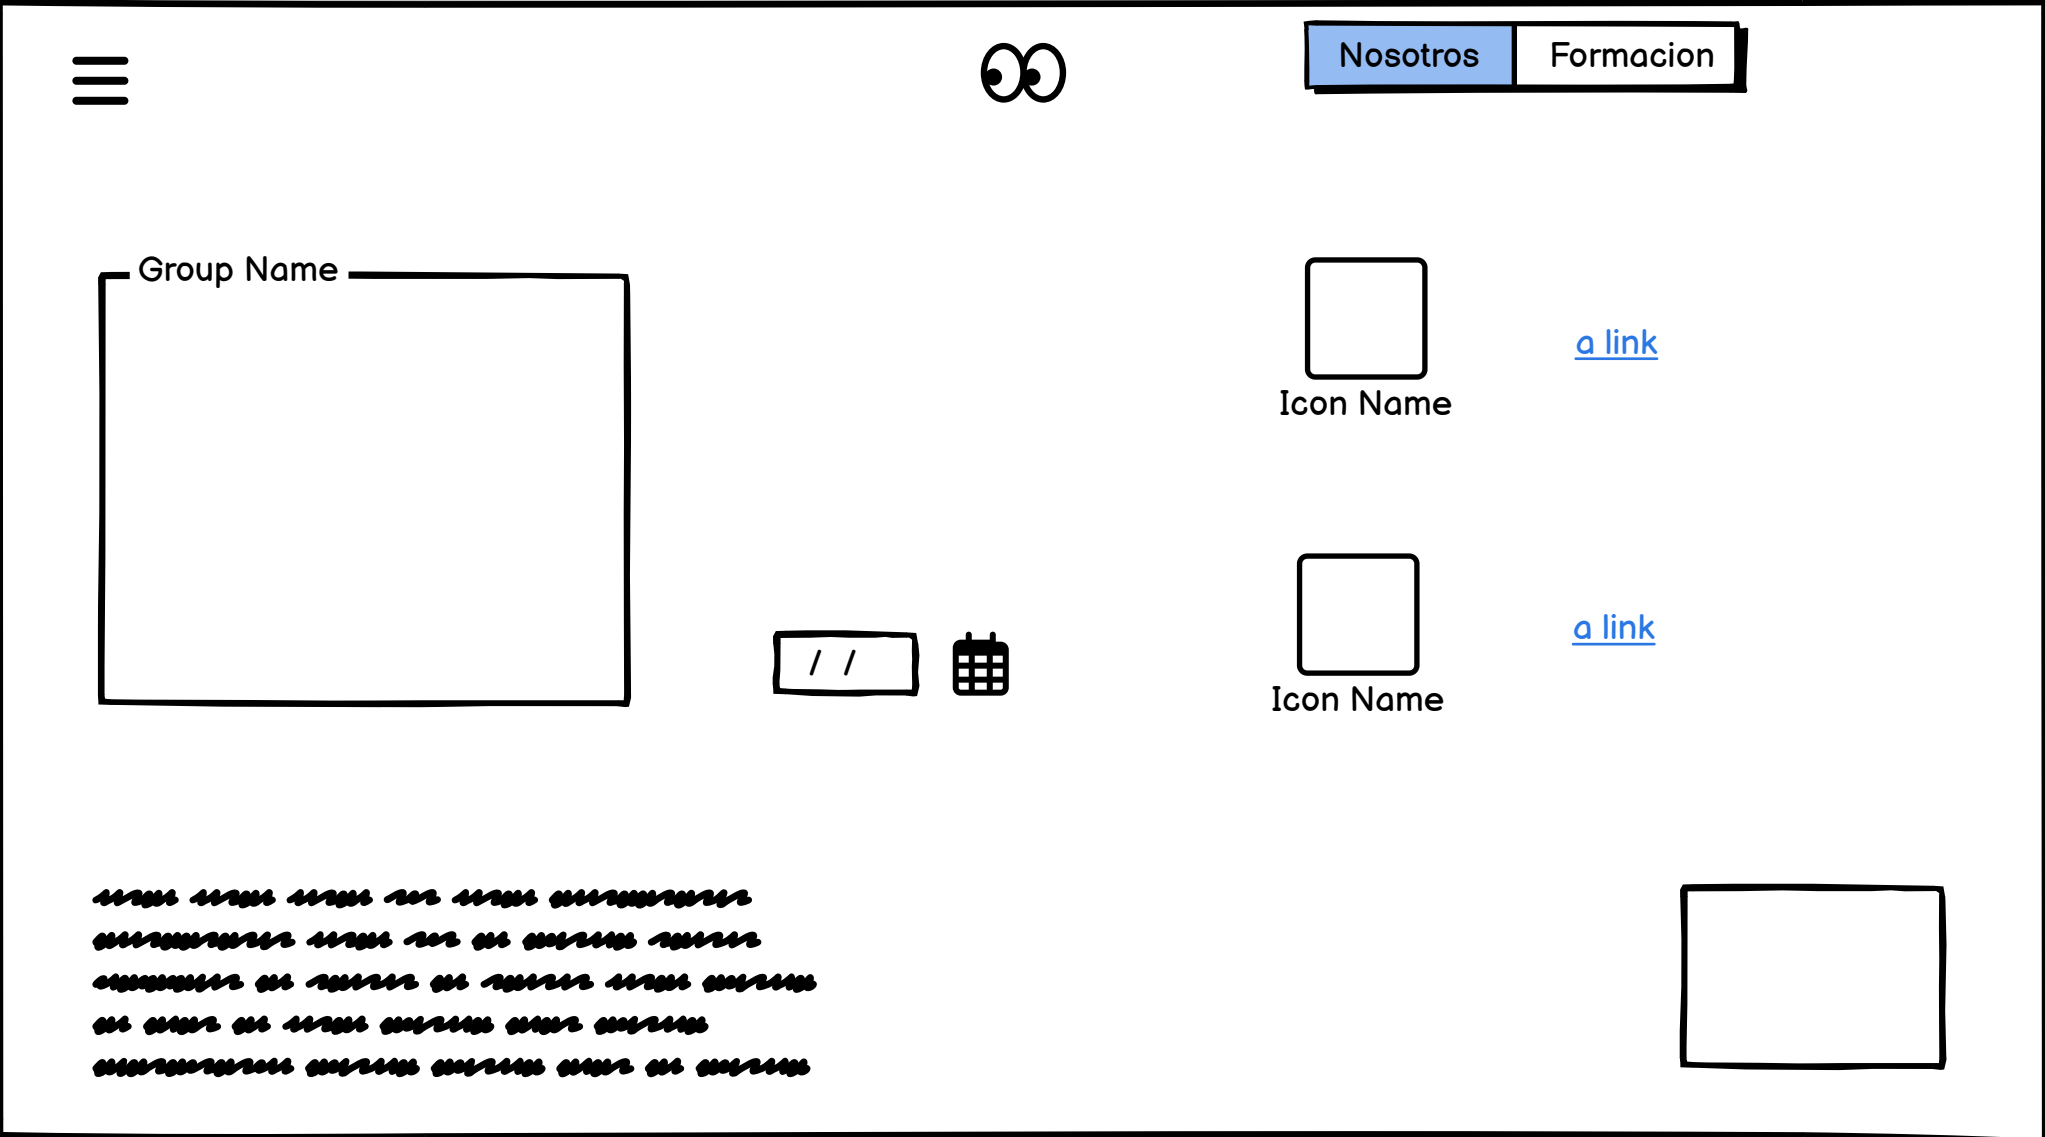 Nosotros Formacion
Group Name
a link
Icon Name
/ /
a link
Icon Name